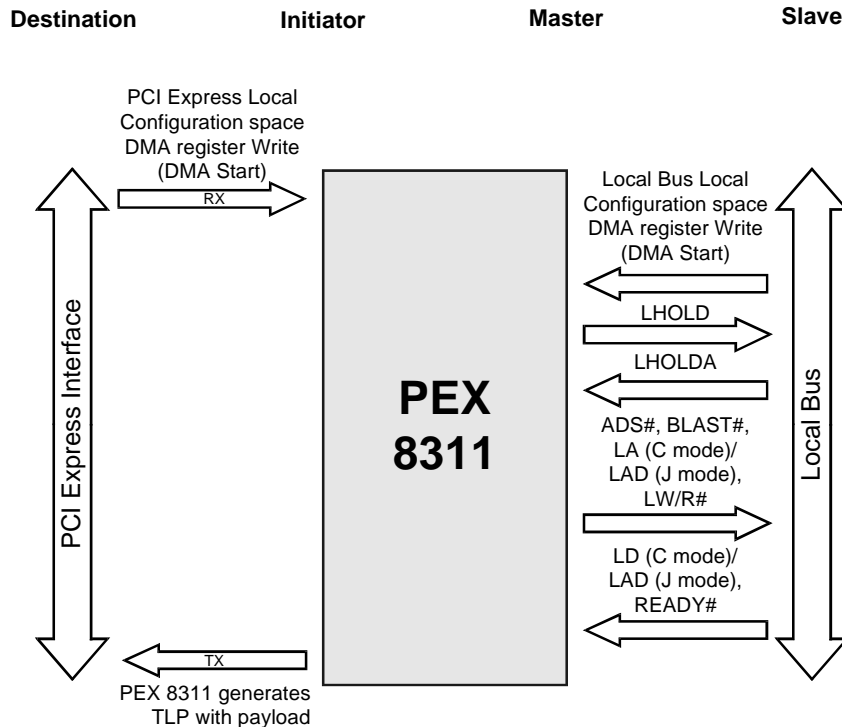 Destination Initiator Master Slave
PCI Express Local
Configuration space
DMA register Write
(DMA Start)
RX
Local Bus Local
Configuration space
DMA register Write
(DMA Start)
LHOLD
LHOLDA
ADS#, BLAST#,
LA (C mode)/
LAD (J mode),
LW/R#
LD (C mode)/
LAD (J mode),
READY#
PCI Express Interface
PEX
8311
Local Bus
TX
PEX 8311 generates
TLP with payload